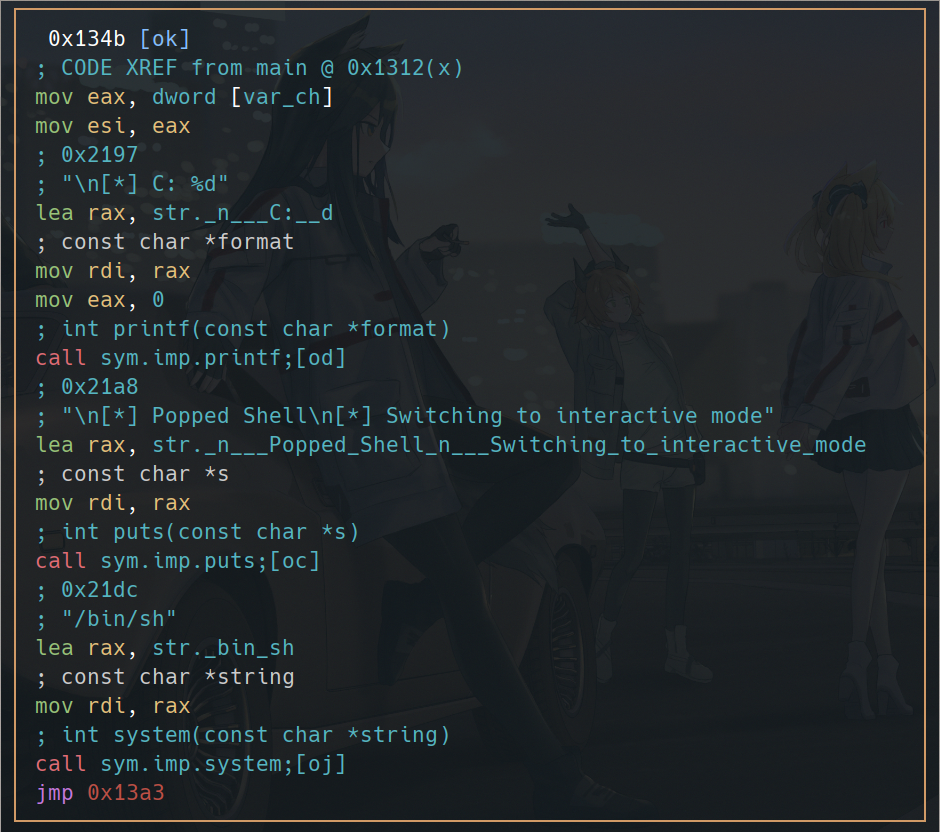 0x134b [ok]
; CODE XREF from main @ 0x1312(x)
mov eax, dword [var_ch]
mov esi, eax
; 0x2197
; "\n[*] C: %d"
lea rax, str._n___C:__d
; const char *format
mov rdi, rax
mov eax, 0
; int printf(const char *format)
call sym.imp.printf;[od]
; 0x21a8
; "\n[*] Popped Shell\n[*] Switching to interactive mode"
lea rax, str._n___Popped_Shell_n___Switching_to_interactive_mode
; const char *s
mov rdi, rax
; int puts(const char *s)
call sym.imp.puts;[oc]
; 0x21dc
; "/bin/sh"
lea rax, str._bin_sh
; const char *string
mov rdi, rax
; int system(const char *string)
call sym.imp.system;[oj]
jmp 0x13a3